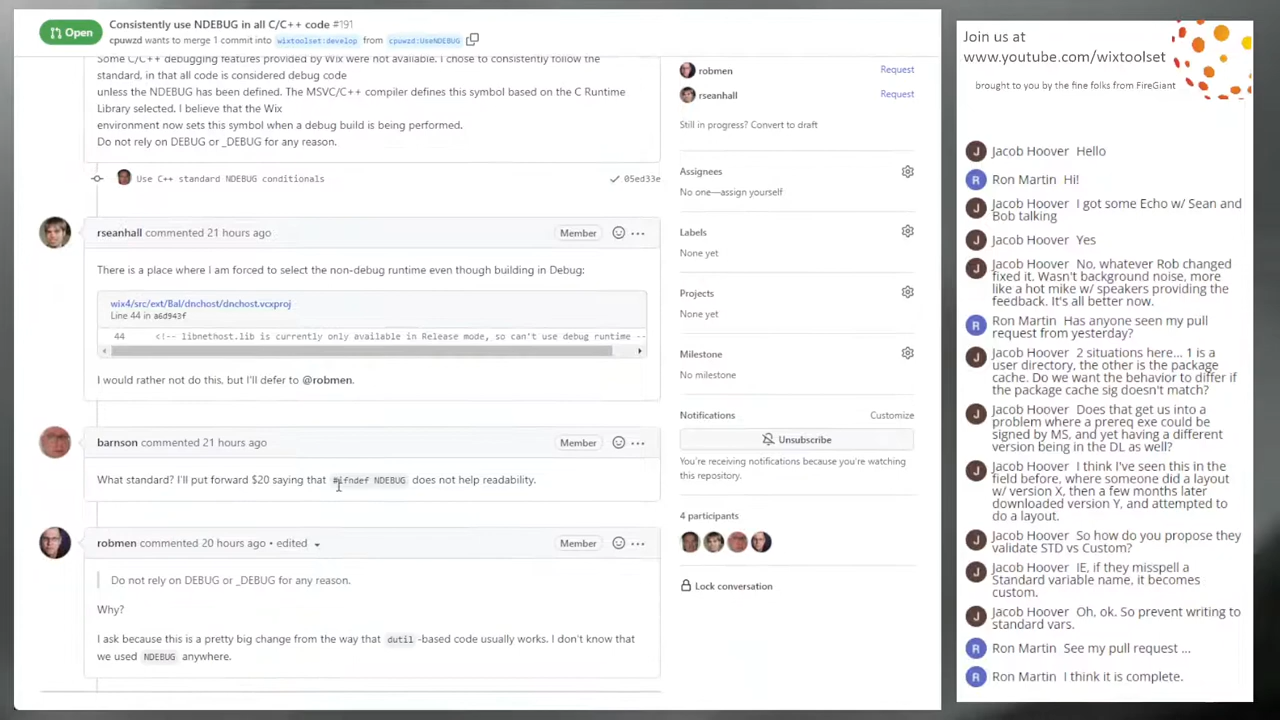 Open
Consistently use NDEBUG in all C/C++ code #191
cpuwzd wants to merge 1 commit into wixtoolset:develop from cpuwzd:UseNDEBUG
Some C/C++ debugging features provided by Wix were not available. I chose to consistently follow the
standard, in that all code is considered debug code
unless the NDEBUG has been defined. The MSVC/C++ compiler defines this symbol based on the C Runtime
Library selected. I believe that the Wix
environment now sets this symbol when a debug build is being performed.
Do not rely on DEBUG or _DEBUG for any reason.
Use C++ standard NDEBUG conditionals
05ed33e
rseanhall commented 21 hours ago
Member
There is a place where I am forced to select the non-debug runtime even though building in Debug:
wix4/src/ext/Bal/dnchost/dnchost.vcxproj
Line 44 in a6d943f
44 <!-- libnethost.lib is currently only available in Release mode, so can't use debug runtime --
I would rather not do this, but I'll defer to @robmen.
barnson commented 21 hours ago
Member
What standard? I'll put forward $20 saying that #ifndef NDEBUG does not help readability.
robmen commented 20 hours ago • edited
Member
Do not rely on DEBUG or _DEBUG for any reason.
Why?
I ask because this is a pretty big change from the way that dutil -based code usually works. I don't know that
we used NDEBUG anywhere.
robmen
Request
rseanhall
Request
Still in progress? Convert to draft
Assignees
No one—assign yourself
Labels
None yet
Projects
None yet
Milestone
No milestone
Notifications
Customize
Unsubscribe
You're receiving notifications because you're watching
this repository.
4 participants
Lock conversation
Join us at
www.youtube.com/wixtoolset
brought to you by the fine folks from FireGiant
J Jacob Hoover Hello
R Ron Martin Hi!
J Jacob Hoover I got some Echo w/ Sean and
Bob talking
J Jacob Hoover Yes
J Jacob Hoover No, whatever Rob changed
fixed it. Wasn't background noise, more
like a hot mike w/ speakers providing the
feedback. It's all better now.
R Ron Martin Has anyone seen my pull
request from yesterday?
J Jacob Hoover 2 situations here... 1 is a
user directory, the other is the package
cache. Do we want the behavior to differ if
the package cache sig doesn't match?
J Jacob Hoover Does that get us into a
problem where a prereq exe could be
signed by MS, and yet having a different
version being in the DL as well?
J Jacob Hoover I think I've seen this in the
field before, where someone did a layout
w/ version X, then a few months later
downloaded version Y, and attempted to
do a layout.
J Jacob Hoover So how do you propose they
validate STD vs Custom?
J Jacob Hoover IE, if they misspell a
Standard variable name, it becomes
custom.
J Jacob Hoover Oh, ok. So prevent writing to
standard vars.
R Ron Martin See my pull request ...
R Ron Martin I think it is complete.